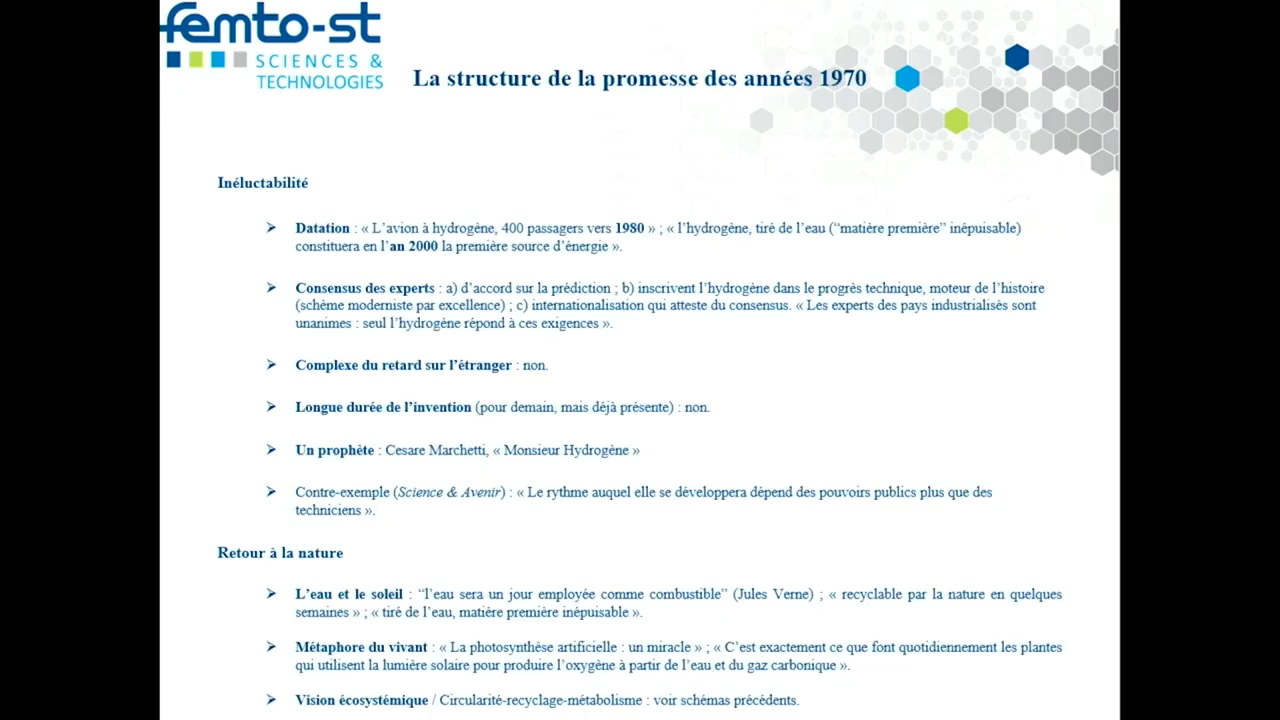 femto-st
SCIENCES &
TECHNOLOGIES
La structure de la promesse des années 1970
Inéluctabilité
➢ Datation : « L’avion à hydrogène, 400 passagers vers 1980 » ; « l’hydrogène, tiré de l’eau (“matière première” inépuisable)
constituera en l’an 2000 la première source d’énergie ».
➢ Consensus des experts : a) d’accord sur la prédiction ; b) inscrivent l’hydrogène dans le progrès technique, moteur de l’histoire
(schème moderniste par excellence) ; c) internationalisation qui atteste du consensus. « Les experts des pays industrialisés sont
unanimes : seul l’hydrogène répond à ces exigences ».
➢ Complexe du retard sur l’étranger : non.
➢ Longue durée de l’invention (pour demain, mais déjà présente) : non.
➢ Un prophète : Cesare Marchetti, « Monsieur Hydrogène »
➢ Contre-exemple (Science & Avenir) : « Le rythme auquel elle se développera dépend des pouvoirs publics plus que des
techniciens ».
Retour à la nature
➢ L’eau et le soleil : “l’eau sera un jour employée comme combustible” (Jules Verne) ; « recyclable par la nature en quelques
semaines » ; « tiré de l’eau, matière première inépuisable ».
➢ Métaphore du vivant : « La photosynthèse artificielle : un miracle » ; « C’est exactement ce que font quotidiennement les plantes
qui utilisent la lumière solaire pour produire l’oxygène à partir de l’eau et du gaz carbonique ».
➢ Vision écosystémique / Circularité-recyclage-métabolisme : voir schémas précédents.